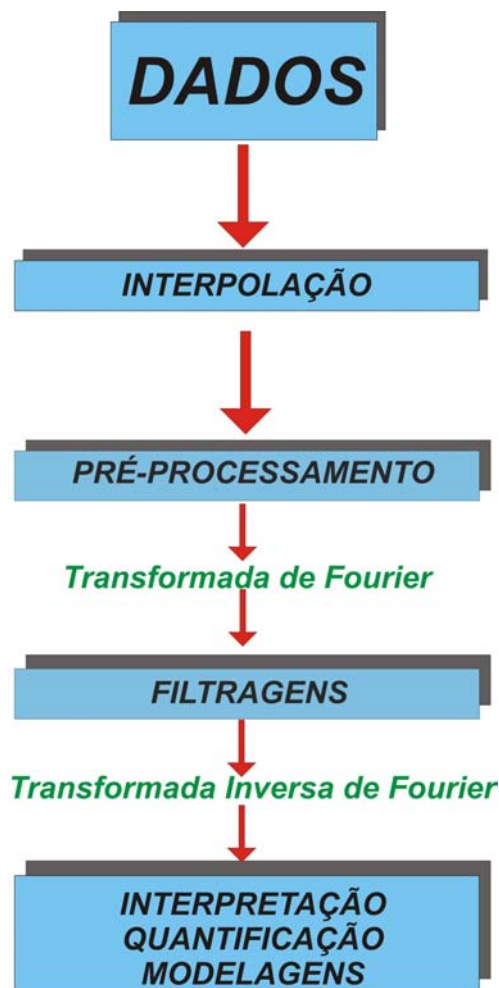 DADOS
INTERPOLAÇÃO
PRÉ-PROCESSAMENTO
Transformada de Fourier
FILTRAGENS
Transformada Inversa de Fourier
INTERPRETAÇÃO
QUANTIFICAÇÃO
MODELAGENS